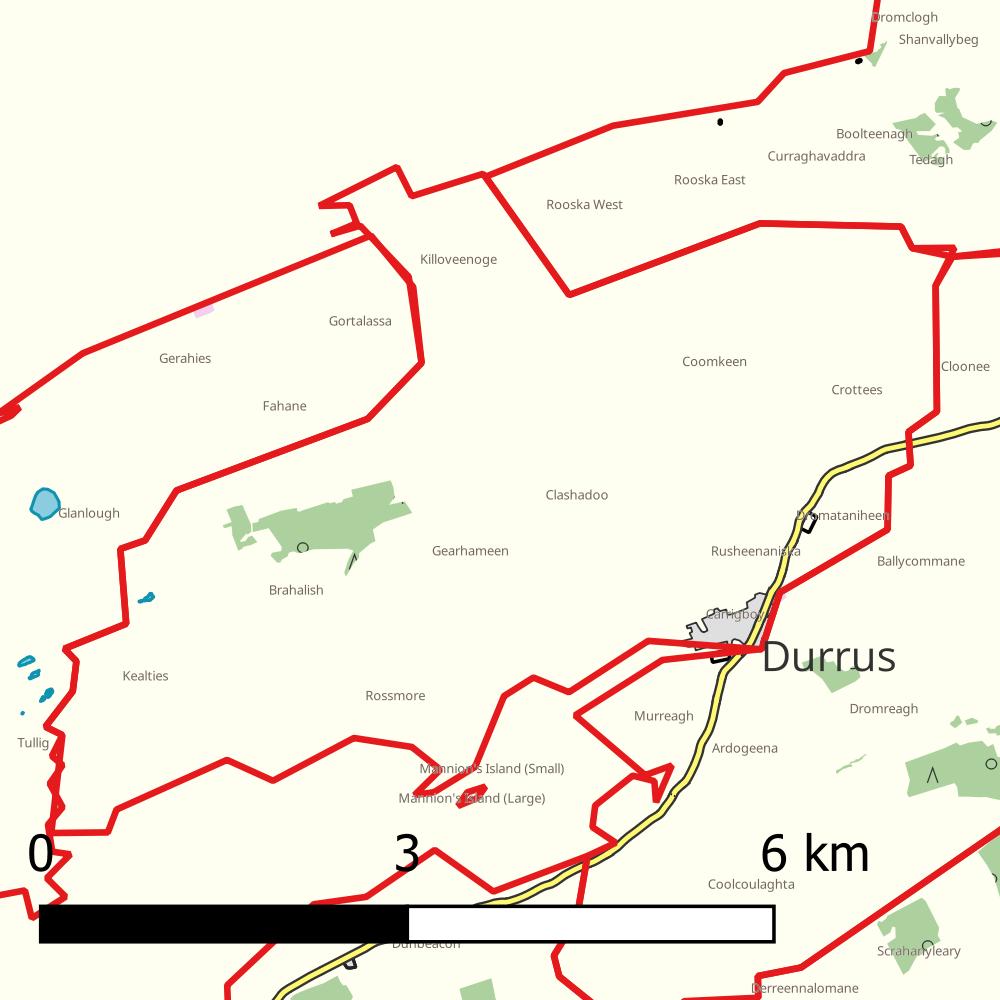 Dromclogh
Shanvallybeg
Boolteenagh
Curraghavaddra
Tedagh
Rooska East
Rooska West
Killoveenoge
Gortalassa
Gerahies
Coomkeen
Cloonee
Crottees
Fahane
Clashadoo
Glanlough
Dromataniheen
Gearhameen
Rusheenaniska
Ballycommane
Brahalish
Carrigboy
Durrus
Kealties
Rossmore
Dromreagh
Murreagh
Tullig
Ardogeena
Mannion's Island (Small)
Mannion's Island (Large)
0 3 6 km
Coolcoulaghta
Dunbeacon
Scrahanyleary
Derreennalomane